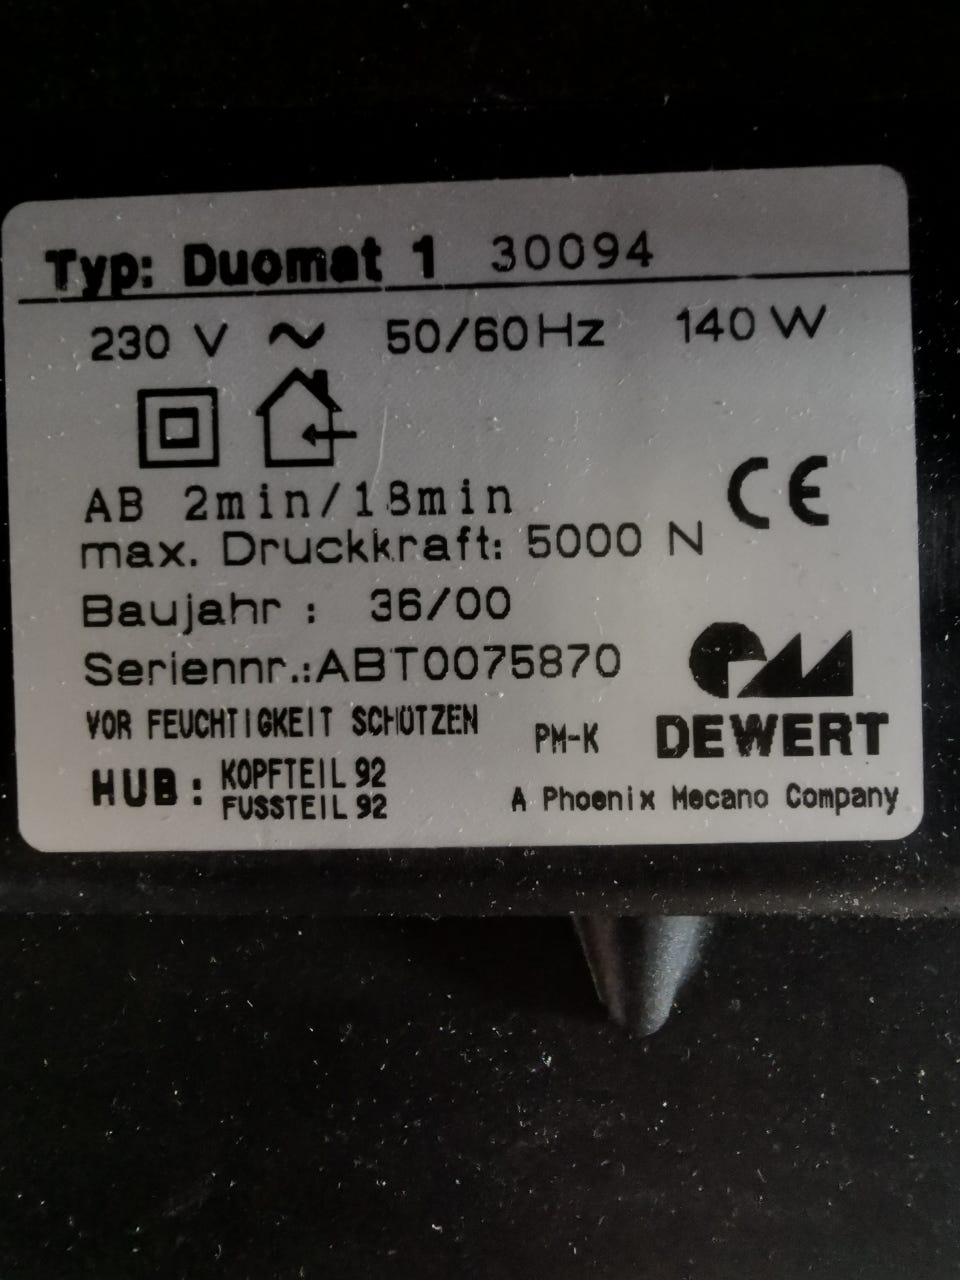 Typ: Duomat 1 30094
230 V ~ 50/60Hz 140 W
CE
AB 2min/18min
max. Druckkraft: 5000 N
Baujahr : 36/00
Seriennr.:ABT0075870
VOR FEUCHTIGKEIT SCHÜTZEN
PM-K
DEWERT
HUB: KOPFTEIL 92
FUSSTEIL 92
A Phoenix Mecano Company